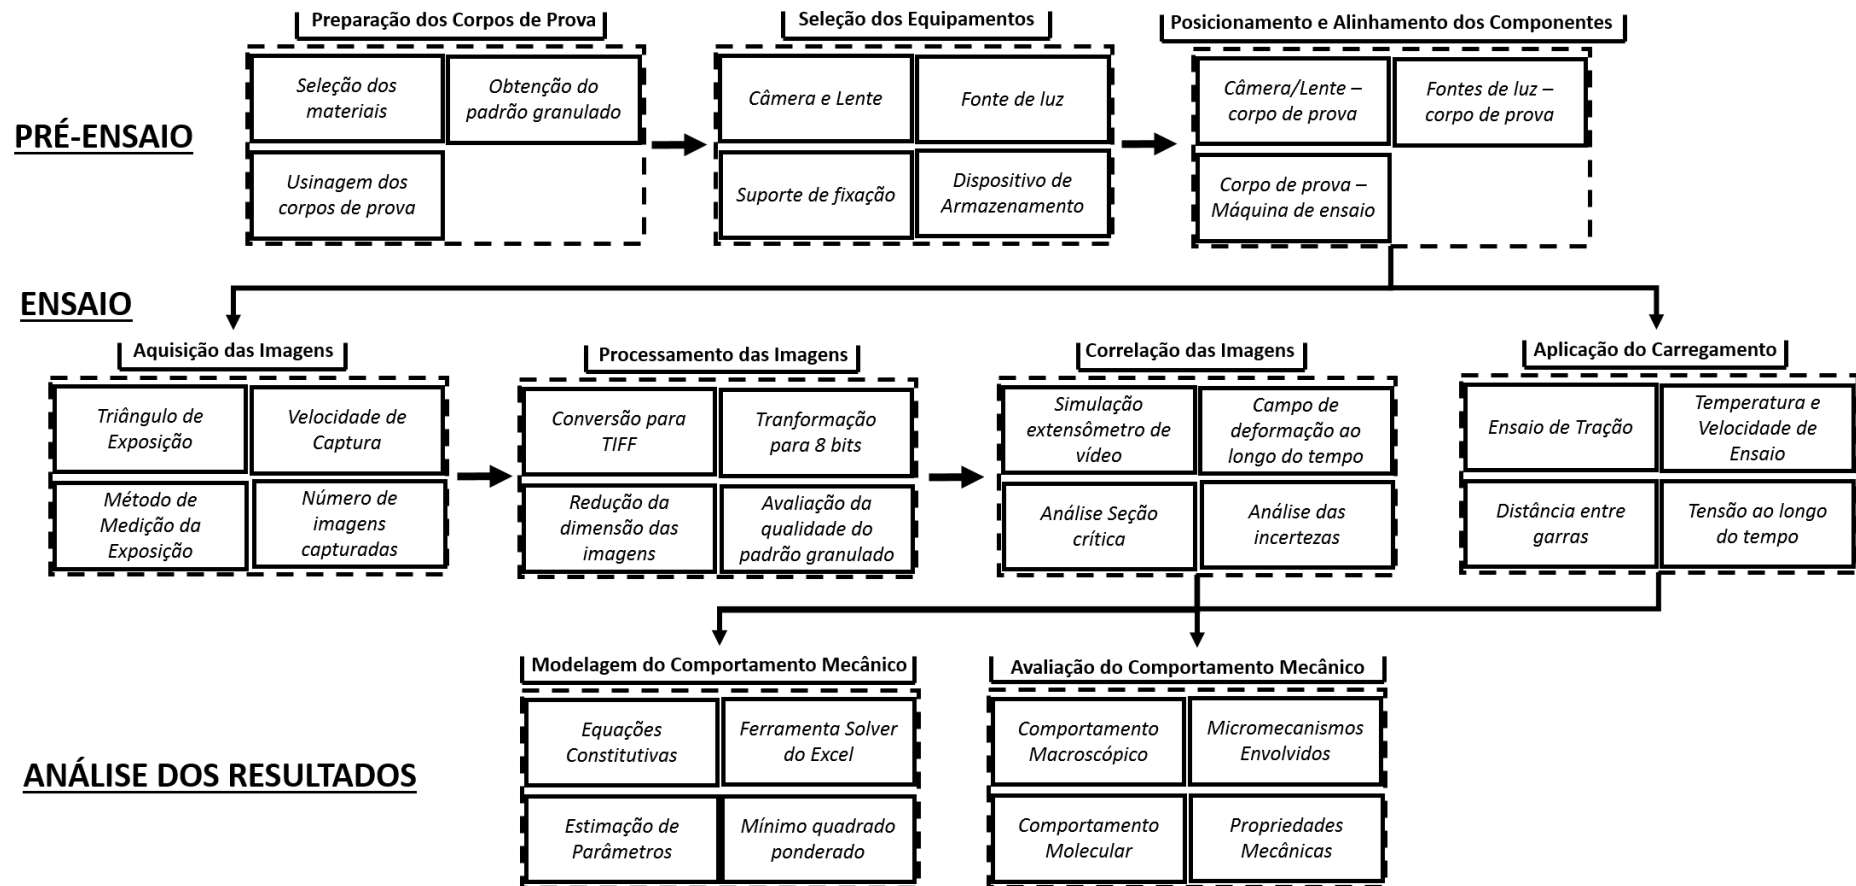 Preparação dos Corpos de Prova
Seleção dos
materiais
Obtenção do
padrão granulado
Usinagem dos
corpos de prova
Seleção dos Equipamentos
Câmera e Lente
Fonte de luz
Suporte de fixação
Dispositivo de
Armazenamento
Posicionamento e Alinhamento dos Componentes
Câmera/Lente –
corpo de prova
Fontes de luz –
corpo de prova
Corpo de prova –
Máquina de ensaio
PRÉ-ENSAIO
ENSAIO
Aquisição das Imagens
Triângulo de
Exposição
Velocidade de
Captura
Método de
Medição da
Exposição
Número de
imagens
capturadas
Processamento das Imagens
Conversão para
TIFF
Tranformação
para 8 bits
Redução da
dimensão das
imagens
Avaliação da
qualidade do
padrão granulado
Correlação das Imagens
Simulação
extensômetro de
vídeo
Campo de
deformação ao
longo do tempo
Análise Seção
crítica
Análise das
incertezas
Aplicação do Carregamento
Ensaio de Tração
Temperatura e
Velocidade de
Ensaio
Distância entre
garras
Tensão ao longo
do tempo
Modelagem do Comportamento Mecânico
Equações
Constitutivas
Ferramenta Solver
do Excel
Estimação de
Parâmetros
Mínimo quadrado
ponderado
Avaliação do Comportamento Mecânico
Comportamento
Macroscópico
Micromecanismos
Envolvidos
Comportamento
Molecular
Propriedades
Mecânicas
ANÁLISE DOS RESULTADOS